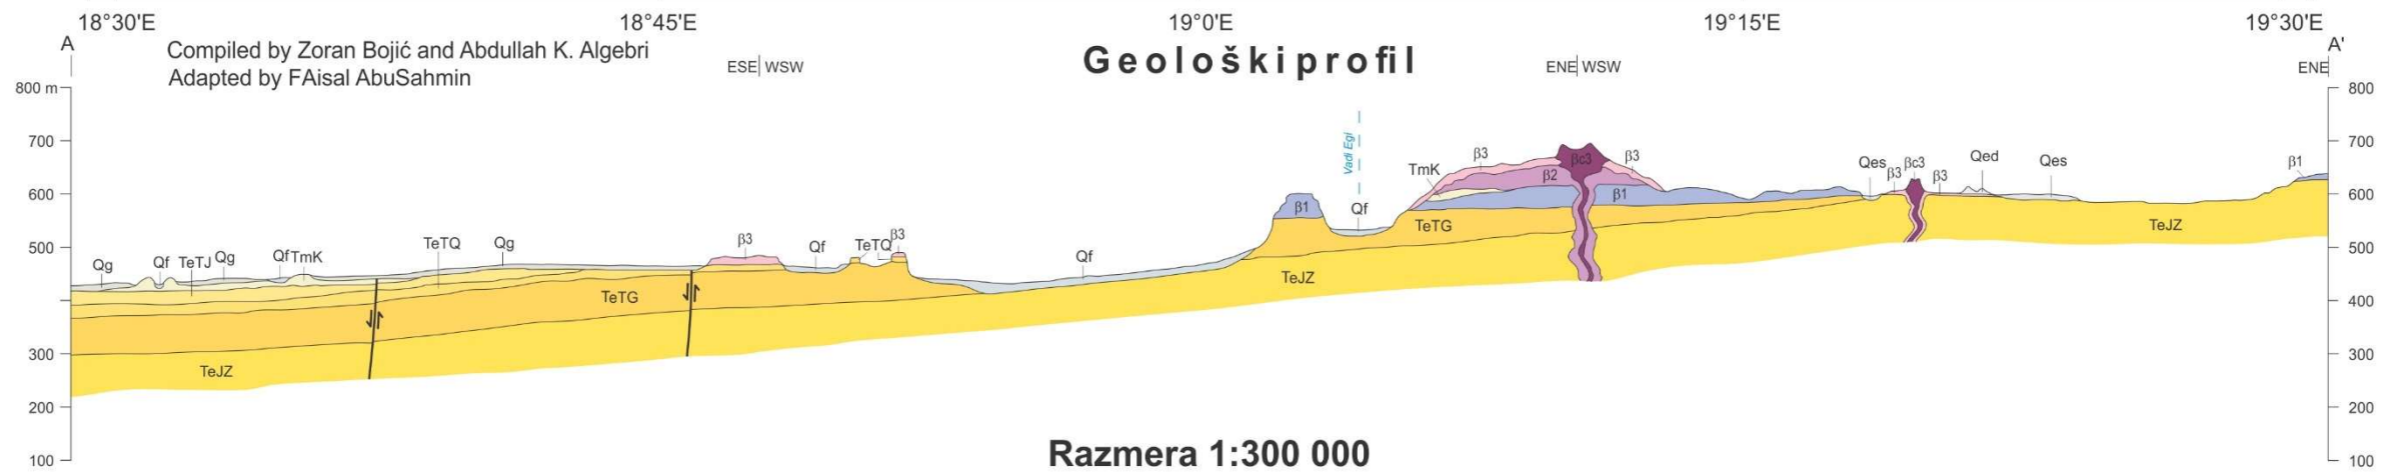 18°30'E 18°45'E 19°0'E 19°15'E 19°30'E
A A'
Compiled by Zoran Bojić and Abdullah K. Algebri
Adapted by FAisal AbuSahmin
Geološki profil
ESE WSW ENE WSW ENE
800 m 800
700 700
Vadi Egl
600 600
TmK β3 βc3 β3 Qes β3 βc3 β3 Qed Qes β1
β2
β1 Qf β1
500 500
TeTG TeJZ
Qg Qf TeTJ Qg Qf TmK TeTQ Qg β3 Qf TeTQ β3 Qf
TeJZ
TeTG
400
300 300
TeJZ
200 200
100 100
Razmera 1:300 000